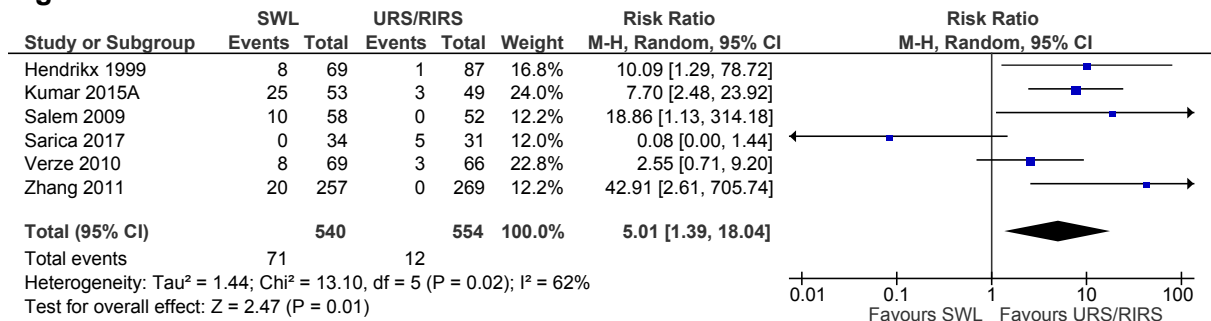 SWL URS/RIRS Risk Ratio Risk Ratio
Study or Subgroup Events Total Events Total Weight M-H, Random, 95% CI M-H, Random, 95% CI
Hendrikx 1999 8 69 1 87 16.8% 10.09 [1.29, 78.72]
Kumar 2015A 25 53 3 49 24.0% 7.70 [2.48, 23.92]
Salem 2009 10 58 0 52 12.2% 18.86 [1.13, 314.18]
Sarica 2017 0 34 5 31 12.0% 0.08 [0.00, 1.44]
Verze 2010 8 69 3 66 22.8% 2.55 [0.71, 9.20]
Zhang 2011 20 257 0 269 12.2% 42.91 [2.61, 705.74]
Total (95% CI) 540 554 100.0% 5.01 [1.39, 18.04]
Total events 71 12
Heterogeneity: Tau² = 1.44; Chi² = 13.10, df = 5 (P = 0.02); I² = 62%
Test for overall effect: Z = 2.47 (P = 0.01)
0.01 0.1 1 10 100
Favours SWL Favours URS/RIRS